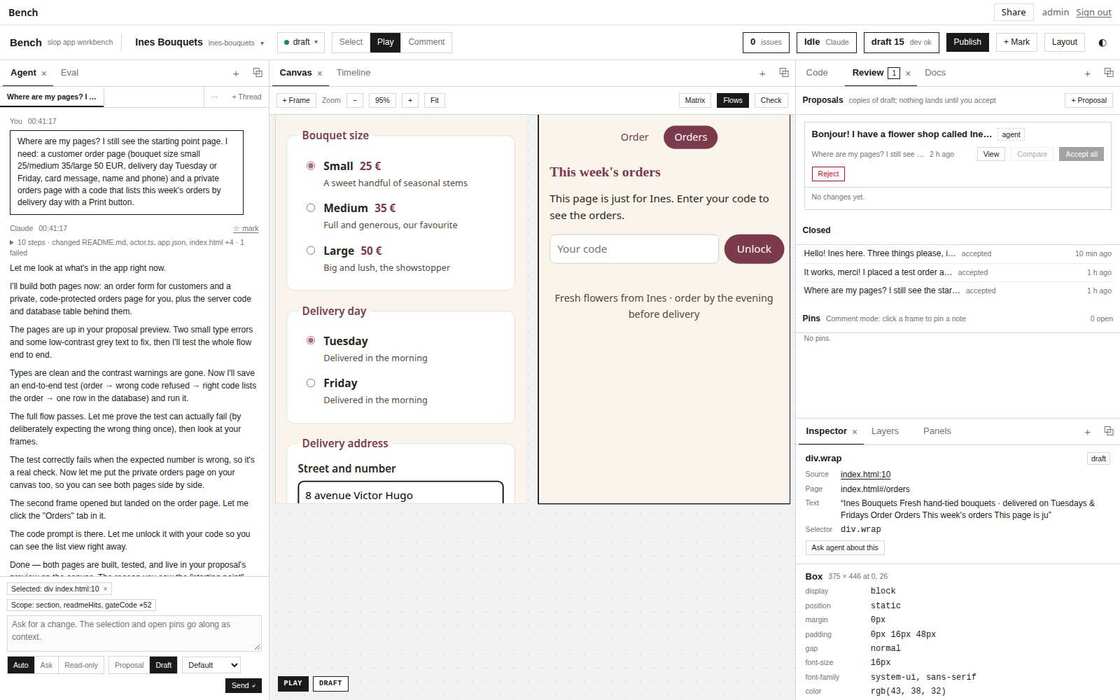 Bench
Share
admin
Sign out
Bench
slop app workbench
Ines Bouquets
ines-bouquets
draft
Select
Play
Comment
0 issues
Idle Claude
draft 15 dev ok
Publish
+ Mark
Layout
Agent ×
Eval
Canvas ×
Timeline
Code
Review 1 ×
Docs
Where are my pages? I …
···
+ Thread
You 00:41:17
Where are my pages? I still see the starting point page. I
need: a customer order page (bouquet size small
25/medium 35/large 50 EUR, delivery day Tuesday or
Friday, card message, name and phone) and a private
orders page with a code that lists this week's orders by
delivery day with a Print button.
Claude 00:41:17
☆ mark
10 steps · changed README.md, actor.ts, app.json, index.html +4 · 1
failed
Let me look at what's in the app right now.
I'll build both pages now: an order form for customers and a
private, code-protected orders page for you, plus the server code
and database table behind them.
The pages are up in your proposal preview. Two small type errors
and some low-contrast grey text to fix, then I'll test the whole flow
end to end.
Types are clean and the contrast warnings are gone. Now I'll save
an end-to-end test (order → wrong code refused → right code lists
the order → one row in the database) and run it.
The full flow passes. Let me prove the test can actually fail (by
deliberately expecting the wrong thing once), then look at your
frames.
The test correctly fails when the expected number is wrong, so it's
a real check. Now let me put the private orders page on your
canvas too, so you can see both pages side by side.
The second frame opened but landed on the order page. Let me
click the "Orders" tab in it.
The code prompt is there. Let me unlock it with your code so you
can see the list view right away.
Done — both pages are built, tested, and live in your proposal's
Selected: div index.html:10 ×
Scope: section, readmeHits, gateCode +52
Ask for a change. The selection and open pins go along as
context.
Auto
Ask
Read-only
Proposal
Draft
Default
Send
+ Frame
Zoom
−
95%
+
Fit
Matrix
Flows
Check
Bouquet size
Small 25 €
A sweet handful of seasonal stems
Medium 35 €
Full and generous, our favourite
Large 50 €
Big and lush, the showstopper
Delivery day
Tuesday
Delivered in the morning
Friday
Delivered in the morning
Delivery address
Street and number
8 avenue Victor Hugo
Order
Orders
This week's orders
This page is just for Ines. Enter your code to
see the orders.
Your code
Unlock
Fresh flowers from Ines · order by the evening
before delivery
PLAY
DRAFT
Proposals copies of draft; nothing lands until you accept
+ Proposal
Bonjour! I have a flower shop called Ine…
agent
Where are my pages? I still see …
2 h ago
View
Compare
Accept all
Reject
No changes yet.
Closed
Hello! Ines here. Three things please, i… accepted 10 min ago
It works, merci! I placed a test order a… accepted 1 h ago
Where are my pages? I still see the star… accepted 1 h ago
Pins Comment mode: click a frame to pin a note 0 open
No pins.
Inspector ×
Layers
Panels
div.wrap
draft
Source index.html:10
Page index.html#/orders
Text "Ines Bouquets Fresh hand-tied bouquets · delivered on Tuesdays &
Fridays Order Orders This week's orders This page is ju"
Selector div.wrap
Ask agent about this
Box 375 × 446 at 0, 26
display block
position static
margin 0px
padding 0px 16px 48px
gap normal
font-size 16px
font-family system-ui, sans-serif
color rgb(43, 38, 32)